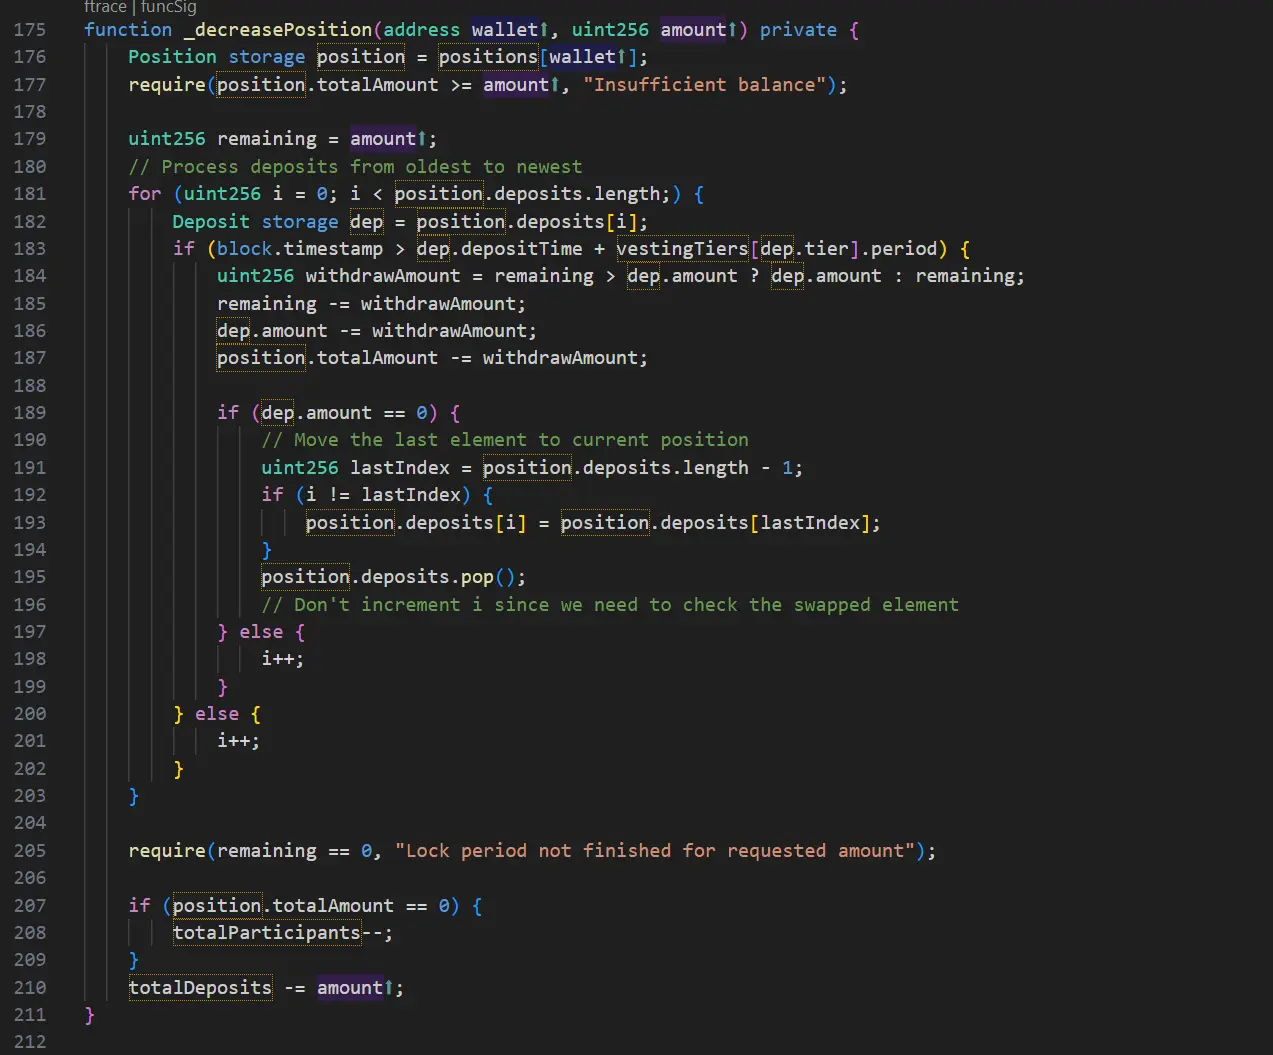 ftrace | funcSig
175 function _decreasePosition(address wallet↑, uint256 amount↑) private {
176 Position storage position = positions[wallet↑];
177 require(position.totalAmount >= amount↑, "Insufficient balance");
178
179 uint256 remaining = amount↑;
180 // Process deposits from oldest to newest
181 for (uint256 i = 0; i < position.deposits.length;) {
182 Deposit storage dep = position.deposits[i];
183 if (block.timestamp > dep.depositTime + vestingTiers[dep.tier].period) {
184 uint256 withdrawAmount = remaining > dep.amount ? dep.amount : remaining;
185 remaining -= withdrawAmount;
186 dep.amount -= withdrawAmount;
187 position.totalAmount -= withdrawAmount;
188
189 if (dep.amount == 0) {
190 // Move the last element to current position
191 uint256 lastIndex = position.deposits.length - 1;
192 if (i != lastIndex) {
193 position.deposits[i] = position.deposits[lastIndex];
194 }
195 position.deposits.pop();
196 // Don't increment i since we need to check the swapped element
197 } else {
198 i++;
199 }
200 } else {
201 i++;
202 }
203 }
204
205 require(remaining == 0, "Lock period not finished for requested amount");
206
207 if (position.totalAmount == 0) {
208 totalParticipants--;
209 }
210 totalDeposits -= amount↑;
211 }
212